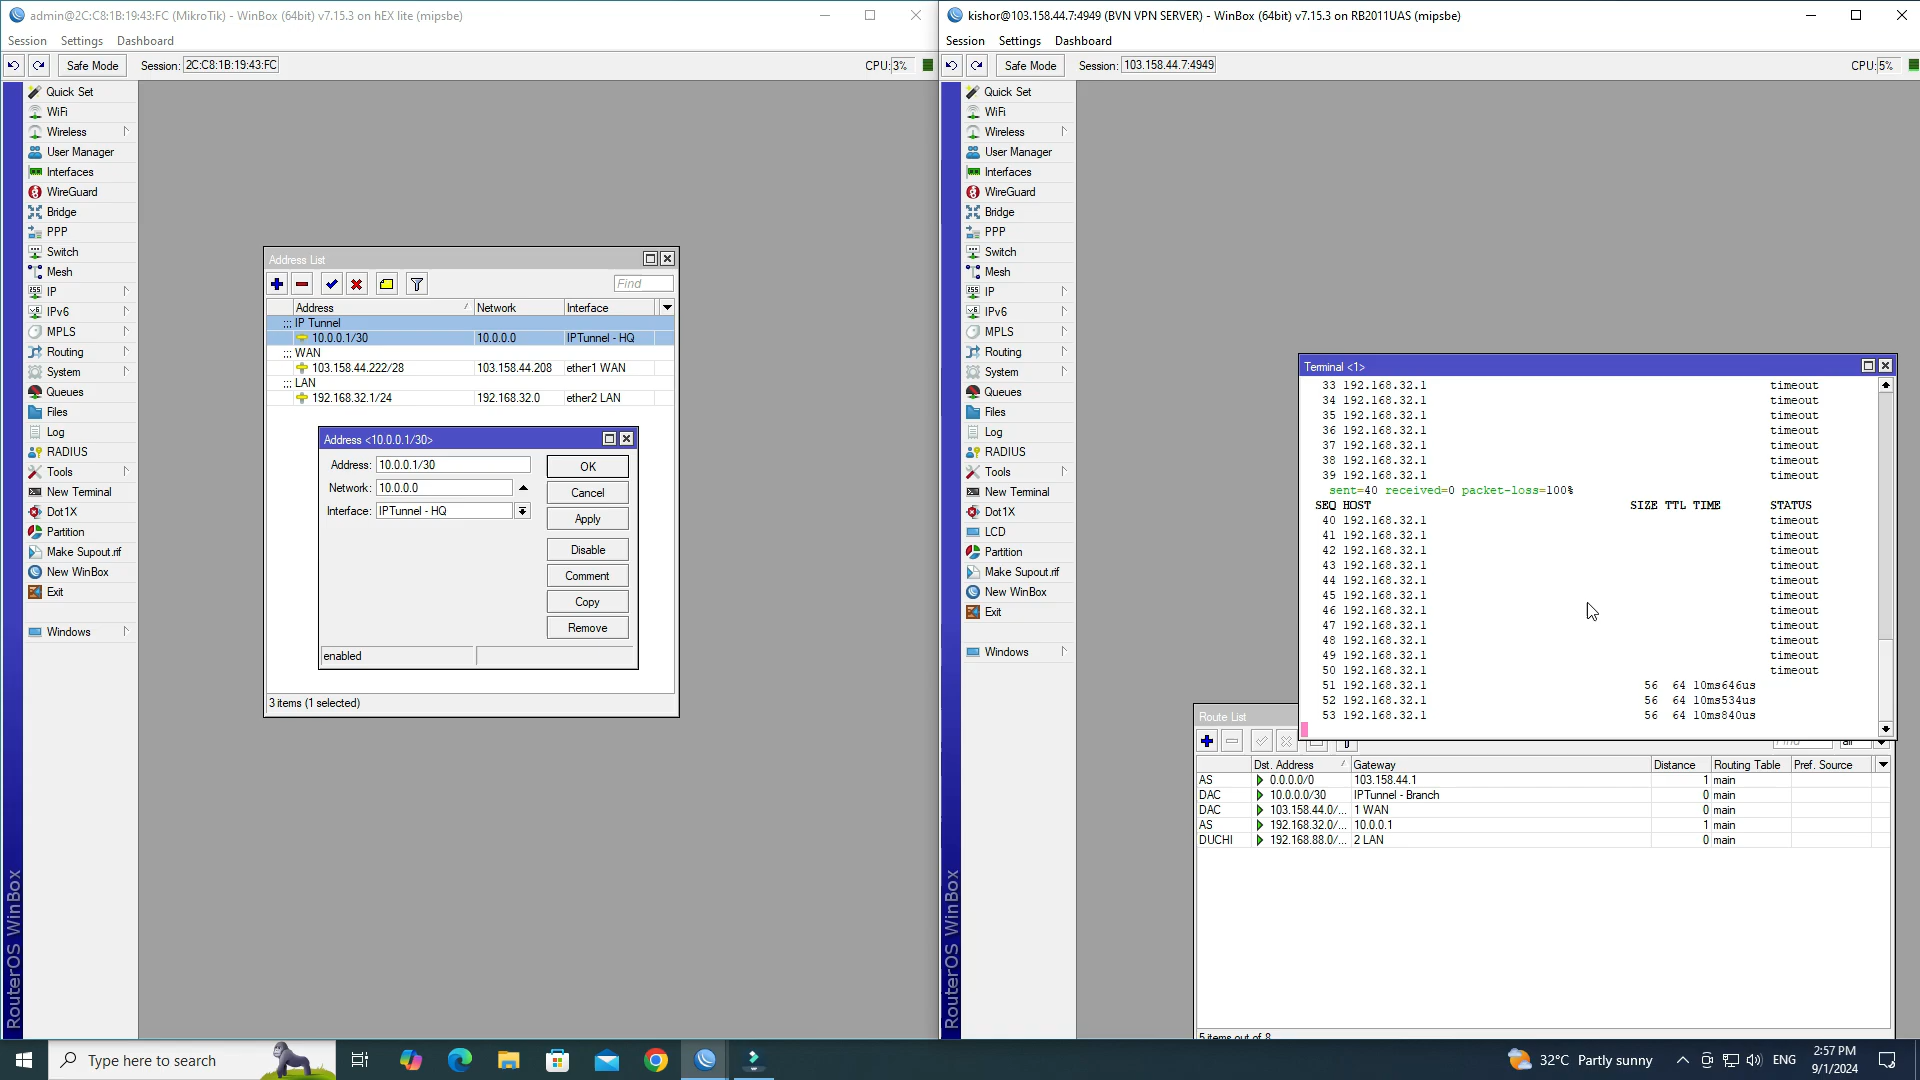 admin@2C:C8:1B:19:43:FC (MikroTik) - WinBox (64bit) v7.15.3 on hEX lite (mipsbe)
Session Settings Dashboard
Safe Mode Session: 2C:C8:1B:19:43:FC CPU: 3%
Quick Set
WiFi
Wireless
User Manager
Interfaces
WireGuard
Bridge
PPP
Switch
Mesh
IP
IPv6
MPLS
Routing
System
Queues
Files
Log
RADIUS
Tools
New Terminal
Dot1X
Partition
Make Supout.rif
New WinBox
Exit
Windows
RouterOS WinBox
Address List
Find
Address Network Interface
::: IP Tunnel
10.0.0.1/30 10.0.0.0 IPTunnel - HQ
::: WAN
103.158.44.222/28 103.158.44.208 ether1 WAN
::: LAN
192.168.32.1/24 192.168.32.0 ether2 LAN
Address <10.0.0.1/30>
Address: 10.0.0.1/30 OK
Network: 10.0.0.0 Cancel
Interface: IPTunnel - HQ Apply
Disable
Comment
Copy
Remove
enabled
3 items (1 selected)
kishor@103.158.44.7:4949 (BVN VPN SERVER) - WinBox (64bit) v7.15.3 on RB2011UAS (mipsbe)
Session Settings Dashboard
Safe Mode Session: 103.158.44.7:4949 CPU: 5%
Quick Set
WiFi
Wireless
User Manager
Interfaces
WireGuard
Bridge
PPP
Switch
Mesh
IP
IPv6
MPLS
Routing
System
Queues
Files
Log
RADIUS
Tools
New Terminal
Dot1X
LCD
Partition
Make Supout.rif
New WinBox
Exit
Windows
RouterOS WinBox
Terminal <1>
33 192.168.32.1 timeout
34 192.168.32.1 timeout
35 192.168.32.1 timeout
36 192.168.32.1 timeout
37 192.168.32.1 timeout
38 192.168.32.1 timeout
39 192.168.32.1 timeout
sent=40 received=0 packet-loss=100%
SEQ HOST SIZE TTL TIME STATUS
40 192.168.32.1 timeout
41 192.168.32.1 timeout
42 192.168.32.1 timeout
43 192.168.32.1 timeout
44 192.168.32.1 timeout
45 192.168.32.1 timeout
46 192.168.32.1 timeout
47 192.168.32.1 timeout
48 192.168.32.1 timeout
49 192.168.32.1 timeout
50 192.168.32.1 timeout
51 192.168.32.1 56 64 10ms646us
52 192.168.32.1 56 64 10ms534us
53 192.168.32.1 56 64 10ms840us
Route List
Find all
Dst. Address Gateway Distance Routing Table Pref. Source
AS 0.0.0.0/0 103.158.44.1 1 main
DAC 10.0.0.0/30 IPTunnel - Branch 0 main
DAC 103.158.44.0/... 1 WAN 0 main
AS 192.168.32.0/... 10.0.0.1 1 main
DUCHI 192.168.88.0/... 2 LAN 0 main
5 items out of 8
Type here to search
32°C Partly sunny ENG 2:57 PM
9/1/2024